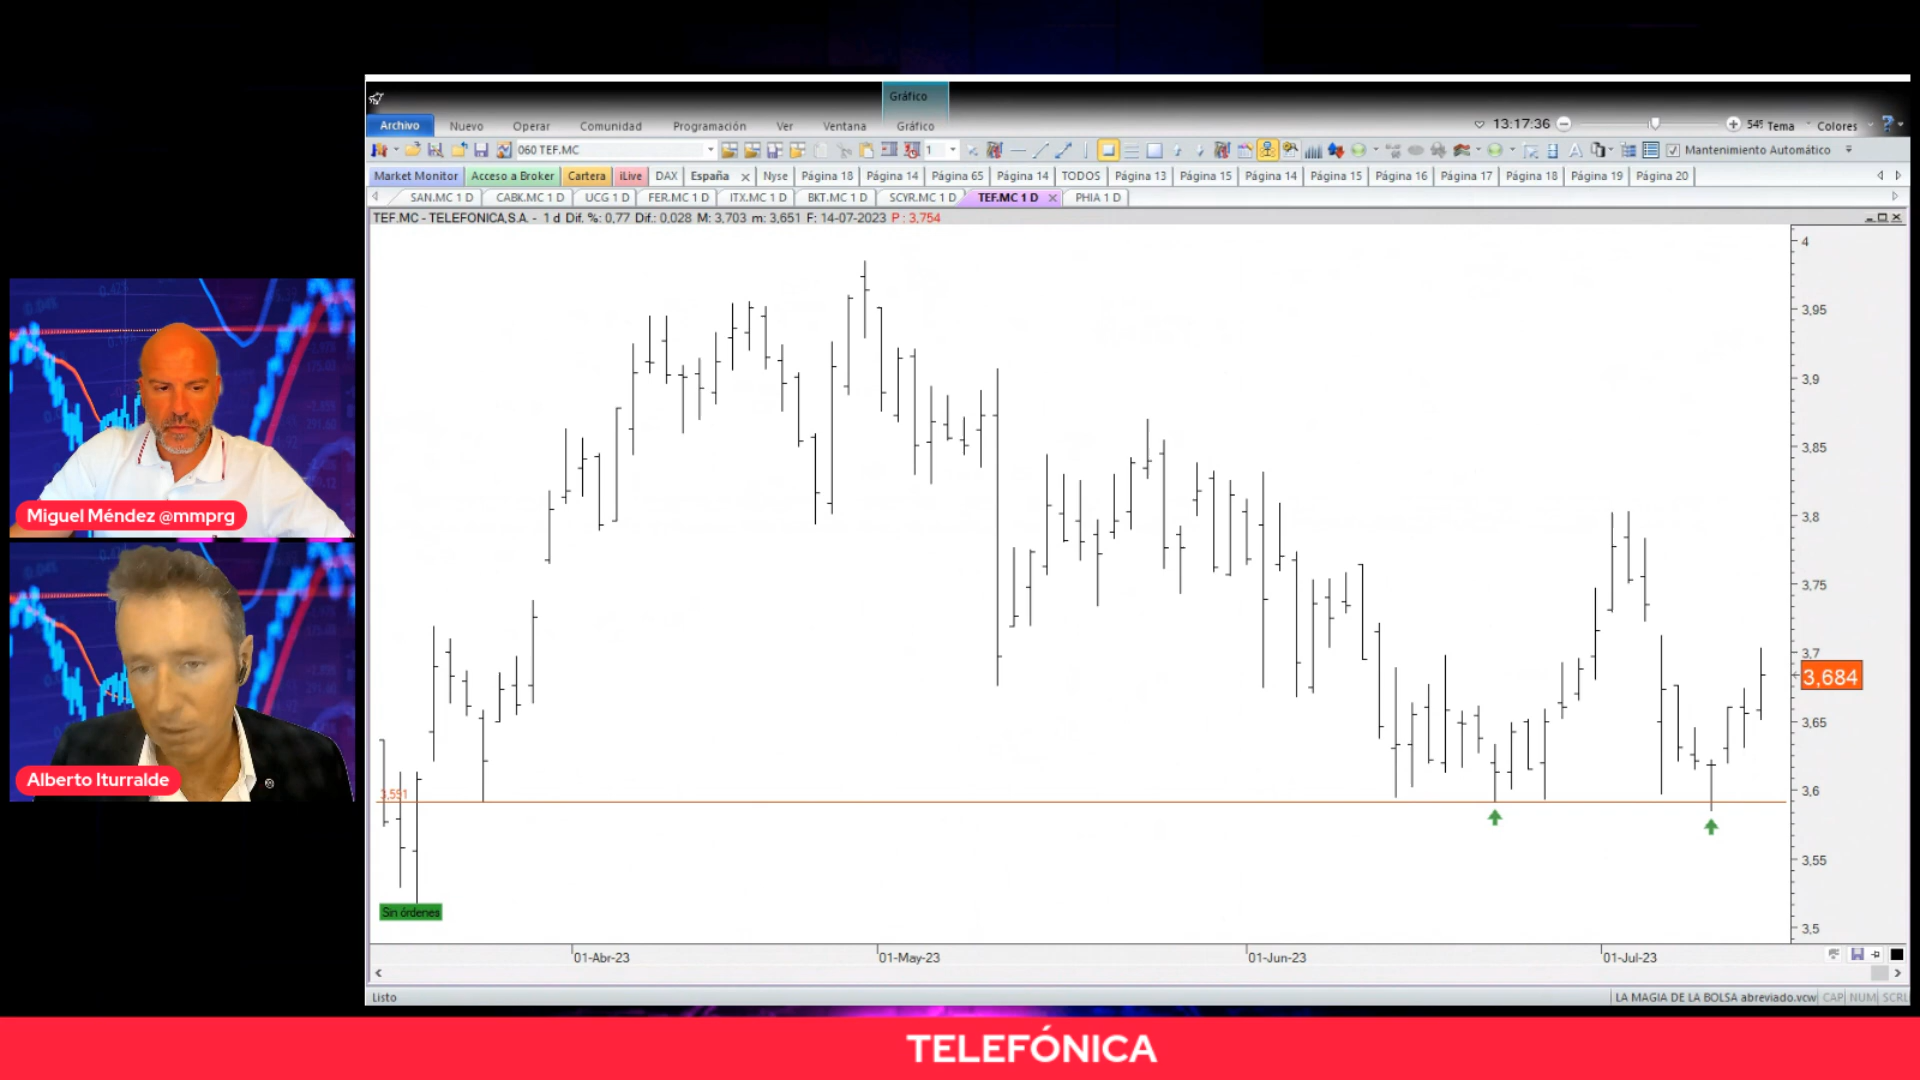 Gráfico
Archivo Nuevo Operar Comunidad Programación Ver Ventana Gráfico
13:17:36
Tema Colores
060 TEF.MC
1
Mantenimiento Automático
Market Monitor Acceso a Broker Cartera iLive DAX España Nyse Página 18 Página 14 Página 65 Página 14 TODOS Página 13 Página 15 Página 14 Página 15 Página 16 Página 17 Página 18 Página 19 Página 20
SAN.MC 1 D CABK.MC 1 D UCG 1 D FER.MC 1 D ITX.MC 1 D BKT.MC 1 D SCYR.MC 1 D TEF.MC 1 D PHIA 1 D
TEF.MC - TELEFONICA,S.A. - 1 d Dif. %: 0,77 Dif.: 0,028 M: 3,703 m: 3,651 F: 14-07-2023 P : 3,754
4
3,95
3,9
3,85
3,8
3,75
3,7
3,684
3,65
3,6
3,55
3,5
3,591
Sin órdenes
01-Abr-23 01-May-23 01-Jun-23 01-Jul-23
Listo
LA MAGIA DE LA BOLSA abreviado.vcw CAP NUM SCRL
Miguel Méndez @mmprg
Alberto Iturralde
TELEFÓNICA